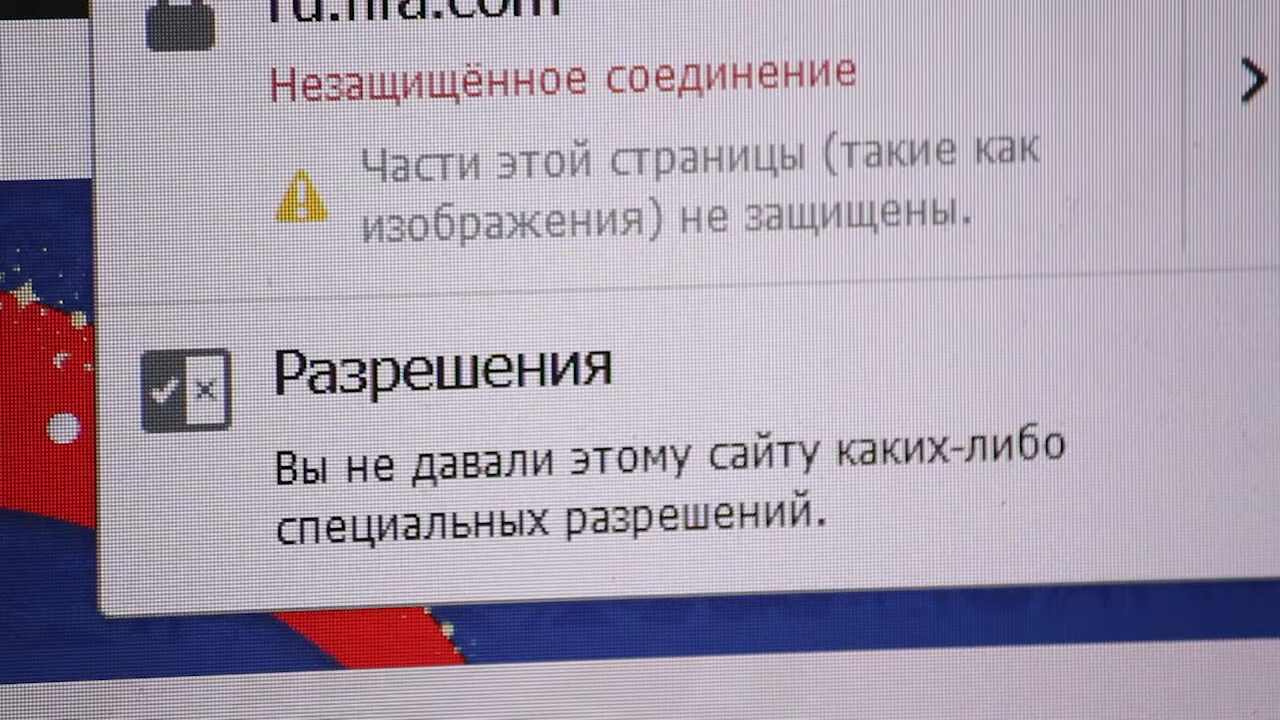 Незащищённое соединение
Части этой страницы (такие как
изображения) не защищены.
Разрешения
Вы не давали этому сайту каких-либо
специальных разрешений.